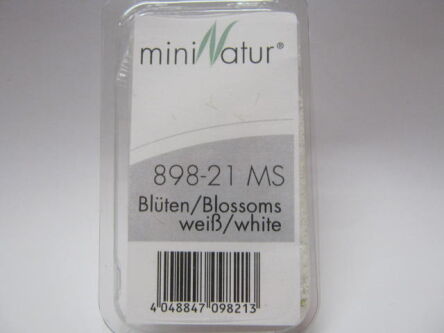 miniNatur®
898-21 MS
Blüten/Blossoms
weiß/white
4 048847 098213